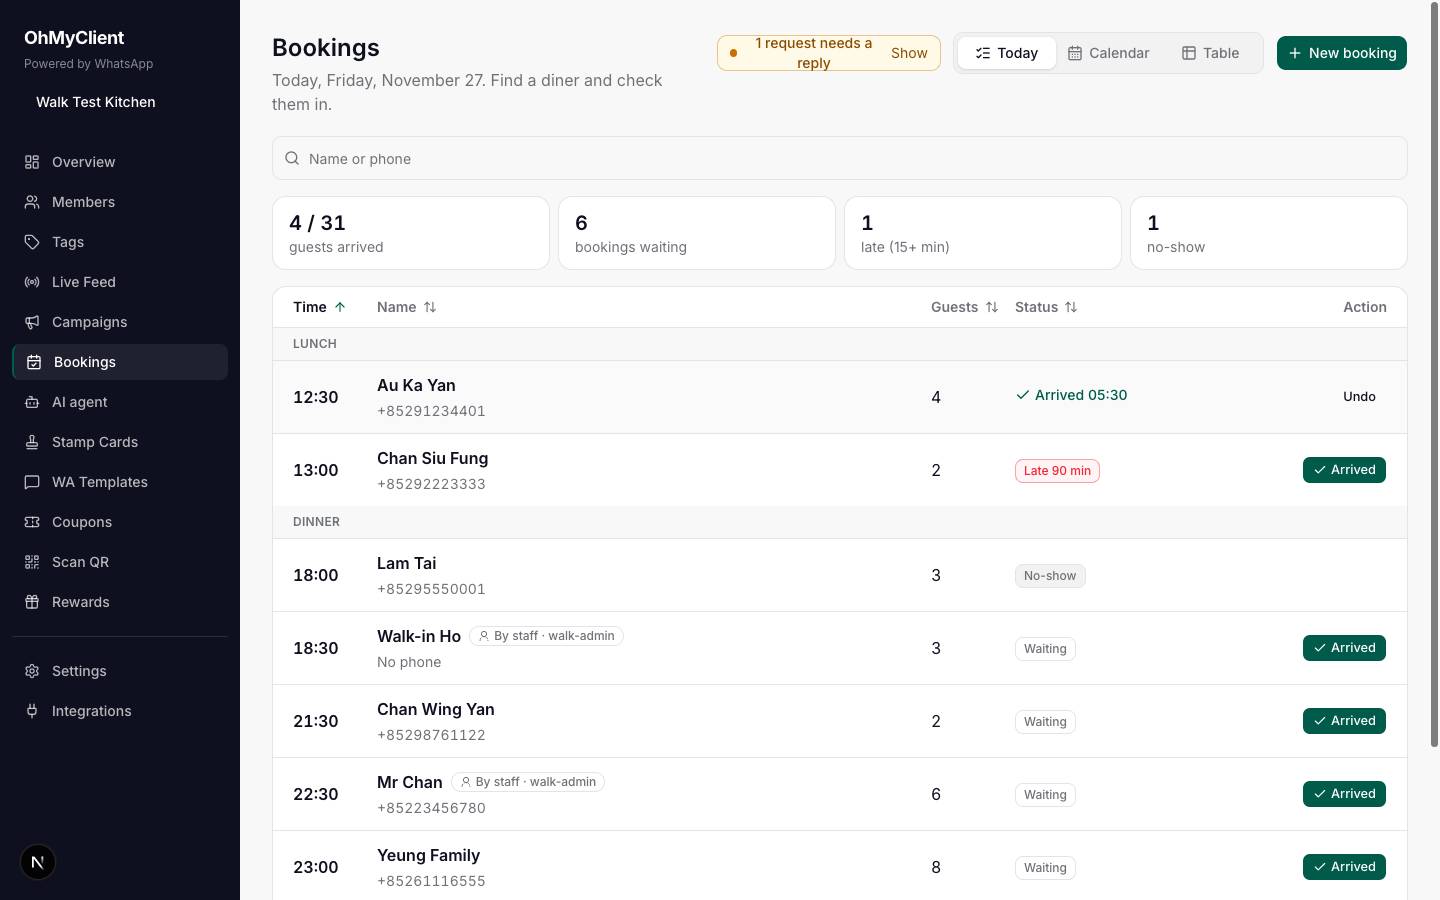 OhMyClient
Powered by WhatsApp
Walk Test Kitchen
Overview
Members
Tags
Live Feed
Campaigns
Bookings
AI agent
Stamp Cards
WA Templates
Coupons
Scan QR
Rewards
Settings
Integrations
N
Bookings
Today, Friday, November 27. Find a diner and check
them in.
1 request needs a
reply
Show
Today
Calendar
Table
New booking
Name or phone
4 / 31
guests arrived
6
bookings waiting
1
late (15+ min)
1
no-show
Time Name Guests Status Action
LUNCH
12:30 Au Ka Yan 4 Arrived 05:30 Undo
+85291234401
13:00 Chan Siu Fung 2 Late 90 min Arrived
+85292223333
DINNER
18:00 Lam Tai 3 No-show
+85295550001
18:30 Walk-in Ho By staff · walk-admin 3 Waiting Arrived
No phone
21:30 Chan Wing Yan 2 Waiting Arrived
+85298761122
22:30 Mr Chan By staff · walk-admin 6 Waiting Arrived
+85223456780
23:00 Yeung Family 8 Waiting Arrived
+85261116555